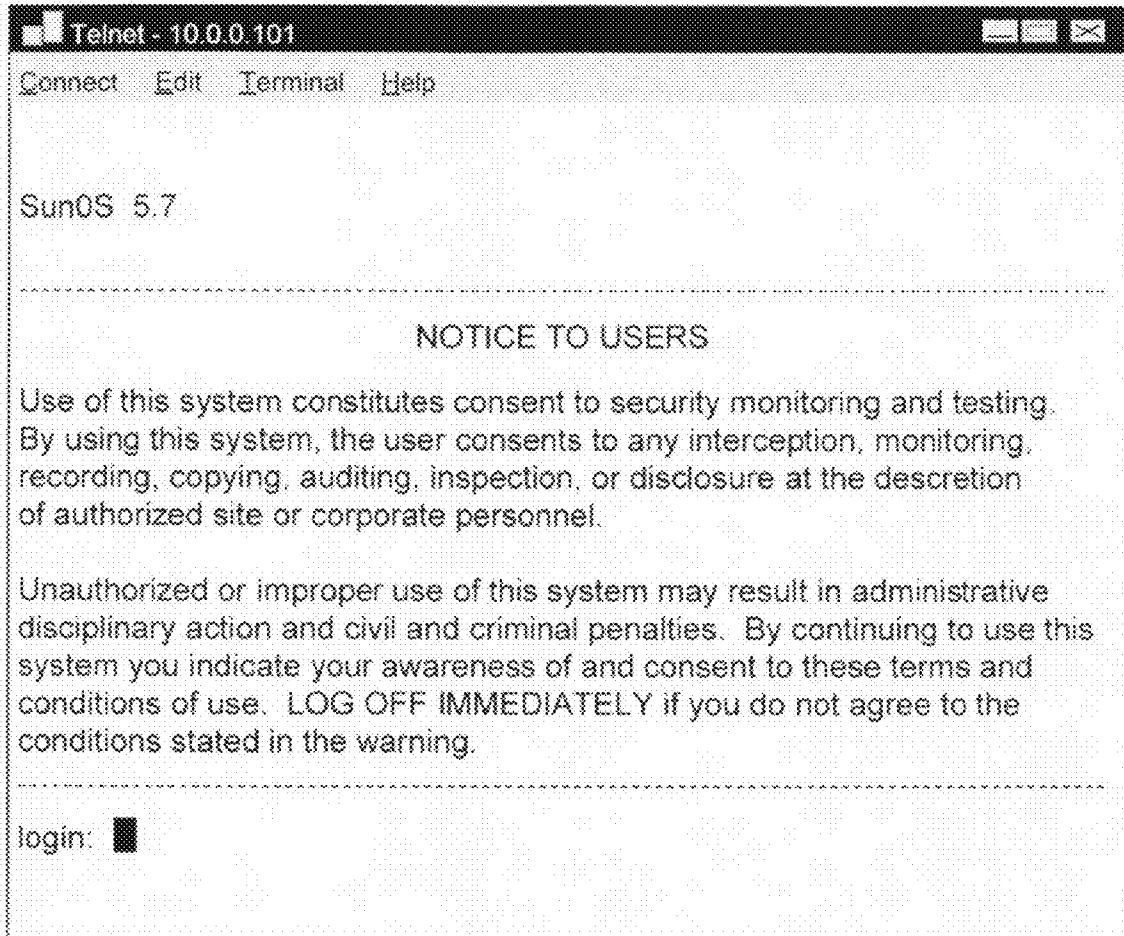 Telnet - 10.0.0.101
Connect Edit Terminal Help
Sun0S 5.7
NOTICE TO USERS
Use of this system constitutes consent to security monitoring and testing.
By using this system, the user consents to any interception, monitoring,
recording, copying, auditing, inspection, or disclosure at the descretion
of authorized site or corporate personnel.
Unauthorized or improper use of this system may result in administrative
disciplinary action and civil and criminal penalties. By continuing to use this
system you indicate your awareness of and consent to these terms and
conditions of use. LOG OFF IMMEDIATELY if you do not agree to the
conditions stated in the warning.
login: